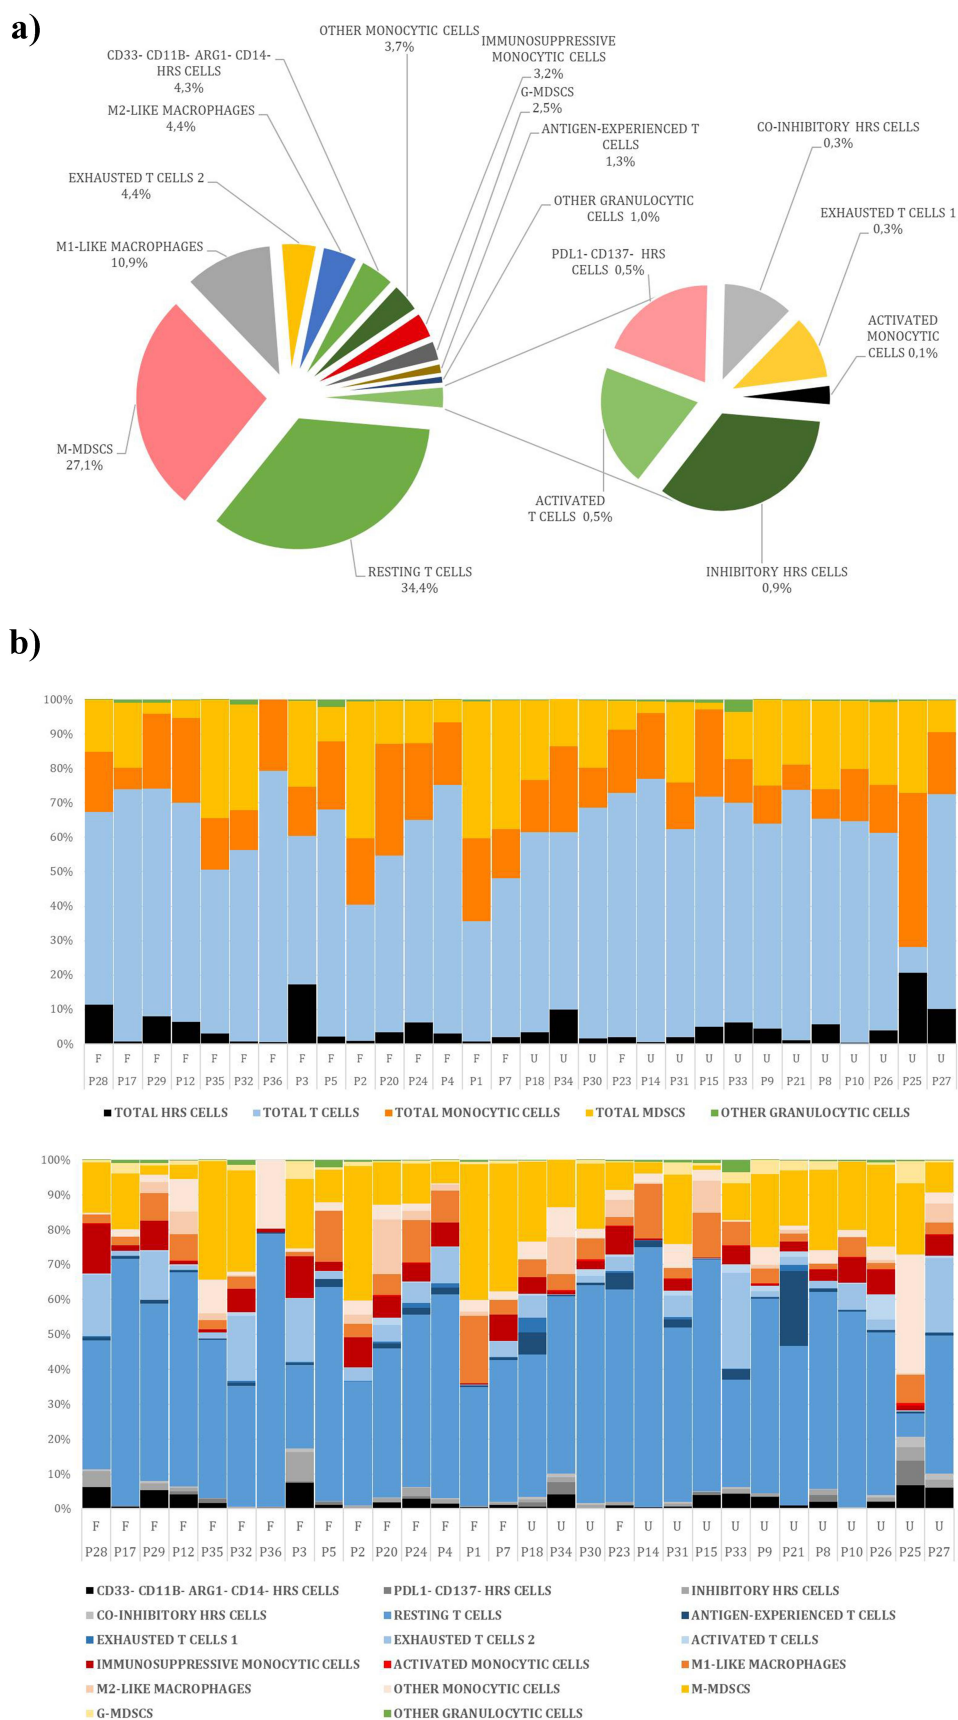 a)
OTHER MONOCYTIC CELLS
3,7%
IMMUNOSUPPRESSIVE
MONOCYTIC CELLS
3,2%
CD33- CD11B- ARG1- CD14-
HRS CELLS
4,3%
G-MDSCS
2,5%
M2-LIKE MACROPHAGES
4,4%
ANTIGEN-EXPERIENCED T
CELLS
1,3%
CO-INHIBITORY HRS CELLS
0,3%
EXHAUSTED T CELLS 2
4,4%
OTHER GRANULOCYTIC
CELLS 1,0%
EXHAUSTED T CELLS 1
0,3%
M1-LIKE MACROPHAGES
10,9%
PDL1- CD137- HRS
CELLS 0,5%
ACTIVATED
MONOCYTIC
CELLS 0,1%
M-MDSCS
27,1%
ACTIVATED
T CELLS 0,5%
RESTING T CELLS
34,4%
INHIBITORY HRS CELLS
0,9%
b)
100%
90%
80%
70%
60%
50%
40%
30%
20%
10%
0%
F F F F F F F F F F F F F F F U U U F U U U U U U U U U U U
P28 P17 P29 P12 P35 P32 P36 P3 P5 P2 P20 P24 P4 P1 P7 P18 P34 P30 P23 P14 P31 P15 P33 P9 P21 P8 P10 P26 P25 P27
TOTAL HRS CELLS TOTAL T CELLS TOTAL MONOCYTIC CELLS TOTAL MDSCS OTHER GRANULOCYTIC CELLS
100%
90%
80%
70%
60%
50%
40%
30%
20%
10%
0%
F F F F F F F F F F F F F F F U U U F U U U U U U U U U U U
P28 P17 P29 P12 P35 P32 P36 P3 P5 P2 P20 P24 P4 P1 P7 P18 P34 P30 P23 P14 P31 P15 P33 P9 P21 P8 P10 P26 P25 P27
CD33- CD11B- ARG1- CD14- HRS CELLS PDL1- CD137- HRS CELLS INHIBITORY HRS CELLS
CO-INHIBITORY HRS CELLS RESTING T CELLS ANTIGEN-EXPERIENCED T CELLS
EXHAUSTED T CELLS 1 EXHAUSTED T CELLS 2 ACTIVATED T CELLS
IMMUNOSUPPRESSIVE MONOCYTIC CELLS ACTIVATED MONOCYTIC CELLS M1-LIKE MACROPHAGES
M2-LIKE MACROPHAGES OTHER MONOCYTIC CELLS M-MDSCS
G-MDSCS OTHER GRANULOCYTIC CELLS